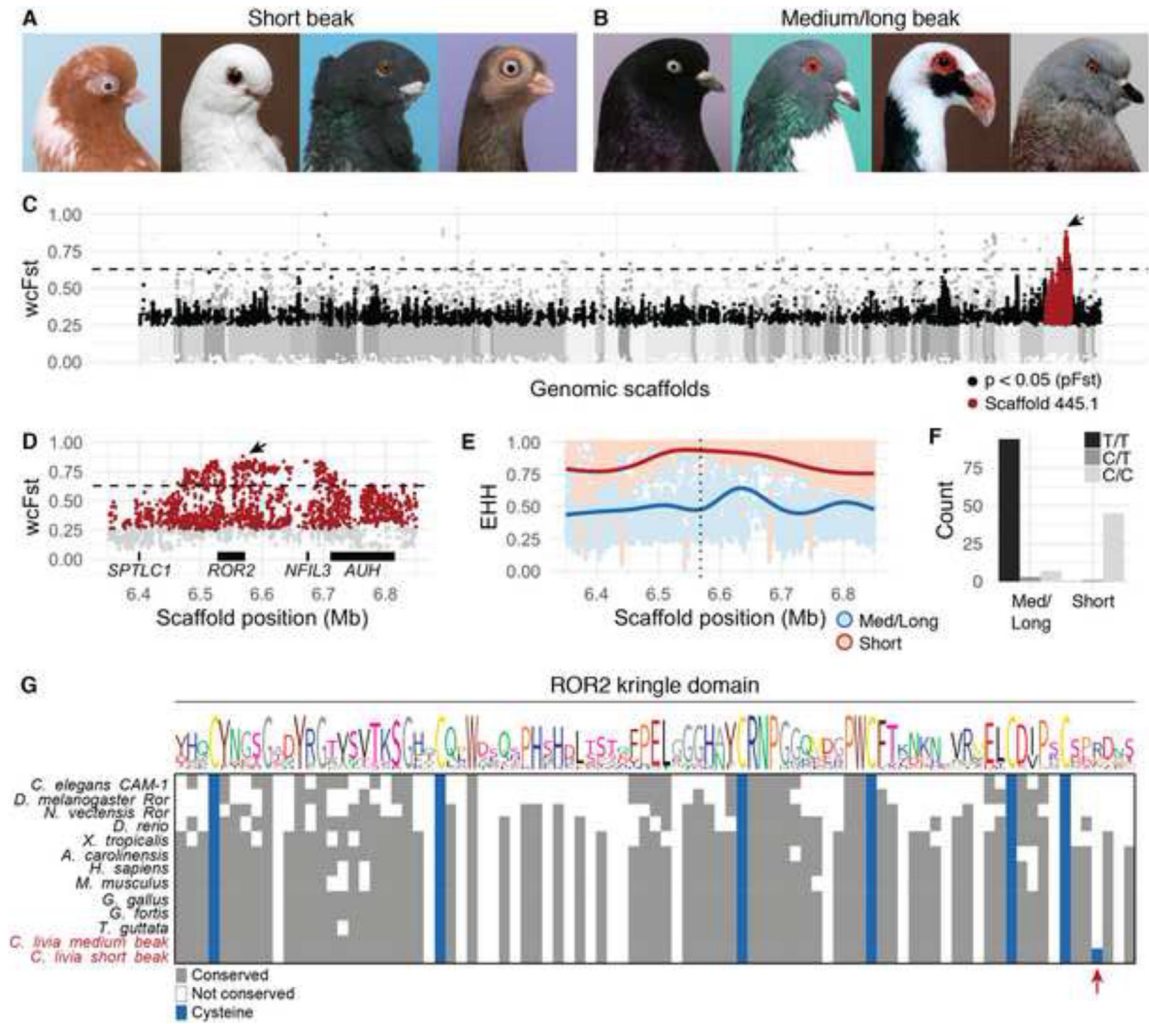 A Short beak
B Medium/long beak
C
wcFst
1.00
0.75
0.50
0.25
0.00
Genomic scaffolds
p < 0.05 (pFst)
Scaffold 445.1
D
wcFst
1.00
0.75
0.50
0.25
0.00
SPTLC1 ROR2 NFIL3 AUH
6.4 6.5 6.6 6.7 6.8
Scaffold position (Mb)
E
EHH
1.00
0.75
0.50
0.25
0.00
6.4 6.5 6.6 6.7 6.8
Scaffold position (Mb)
Med/Long
Short
F
Count
75
50
25
0
T/T
C/T
C/C
Med/
Long
Short
G
ROR2 kringle domain
C. elegans CAM-1
D. melanogaster Ror
N. vectensis Ror
D. rerio
X. tropicalis
A. carolinensis
H. sapiens
M. musculus
G. gallus
G. fortis
T. guttata
C. livia medium beak
C. livia short beak
Conserved
Not conserved
Cysteine